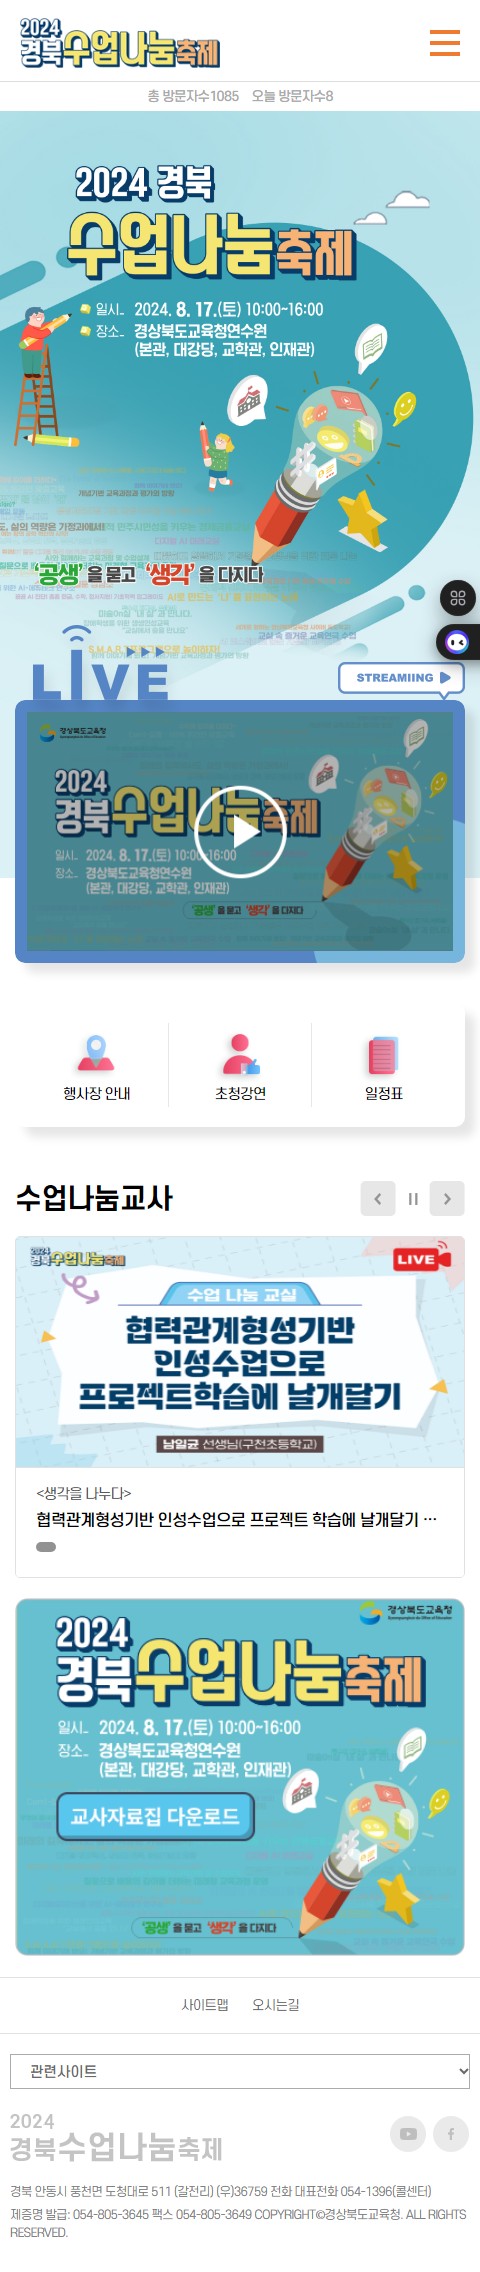 2024
경북수업나눔축제
총 방문자수1085 오늘 방문자수8
2024 경북
수업나눔축제
일시_ 2024. 8. 17.(토) 10:00~16:00
장소_ 경상북도교육청연수원
(본관, 대강당, 교학관, 인재관)
'공생'을 묻고 '생각'을 다지다
LIVE
STREAMIING
경상북도교육청
2024
경북수업나눔축제
일시_ 2024. 8. 17.(토) 10:00~16:00
장소_ 경상북도교육청연수원
(본관, 대강당, 교학관, 인재관)
'공생'을 묻고 '생각'을 다지다
행사장 안내
초청강연
일정표
수업나눔교사
2024
경북수업나눔축제
LIVE
수업 나눔 교실
협력관계형성기반
인성수업으로
프로젝트학습에 날개달기
남일균 선생님(구천초등학교)
<생각을 나누다>
협력관계형성기반 인성수업으로 프로젝트 학습에 날개달기 …
경상북도교육청
2024
경북수업나눔축제
일시_ 2024. 8. 17.(토) 10:00~16:00
장소_ 경상북도교육청연수원
(본관, 대강당, 교학관, 인재관)
교사자료집 다운로드
'공생'을 묻고 '생각'을 다지다
사이트맵 오시는길
관련사이트
2024
경북수업나눔축제
경북 안동시 풍천면 도청대로 511 (갈전리) (우)36759 전화 대표전화 054-1396(콜센터)
제증명 발급: 054-805-3645 팩스 054-805-3649 COPYRIGHT©경상북도교육청. ALL RIGHTS
RESERVED.